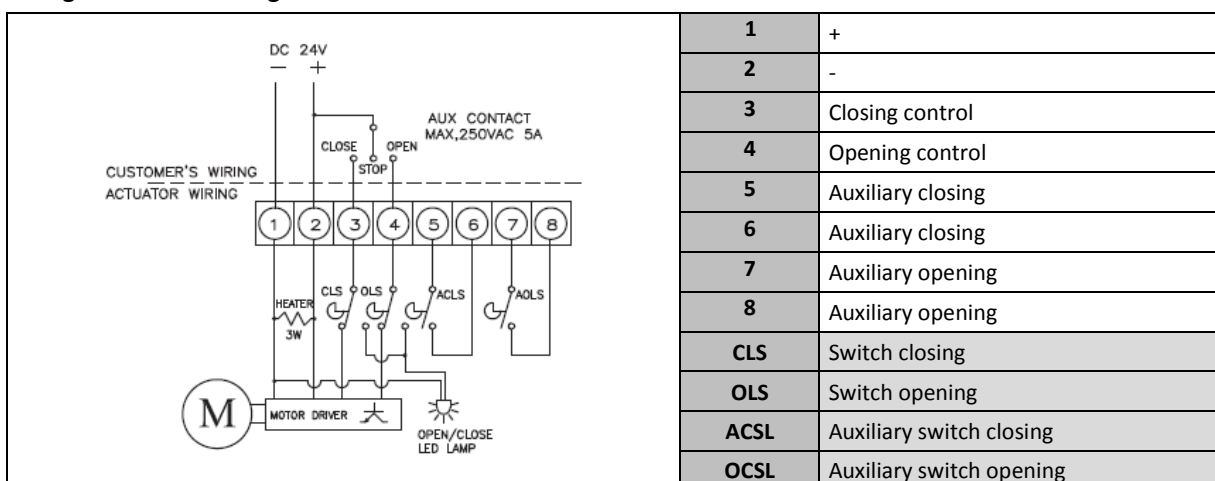 DC 24V
— +
AUX CONTACT
MAX,250VAC 5A
CLOSE OPEN
STOP
CUSTOMER'S WIRING
ACTUATOR WIRING
1 2 3 4 5 6 7 8
CLS OLS ACLS AOLS
HEATER
3W
M MOTOR DRIVER
OPEN/CLOSE
LED LAMP
1 +
2 -
3 Closing control
4 Opening control
5 Auxiliary closing
6 Auxiliary closing
7 Auxiliary opening
8 Auxiliary opening
CLS Switch closing
OLS Switch opening
ACSL Auxiliary switch closing
OCSL Auxiliary switch opening